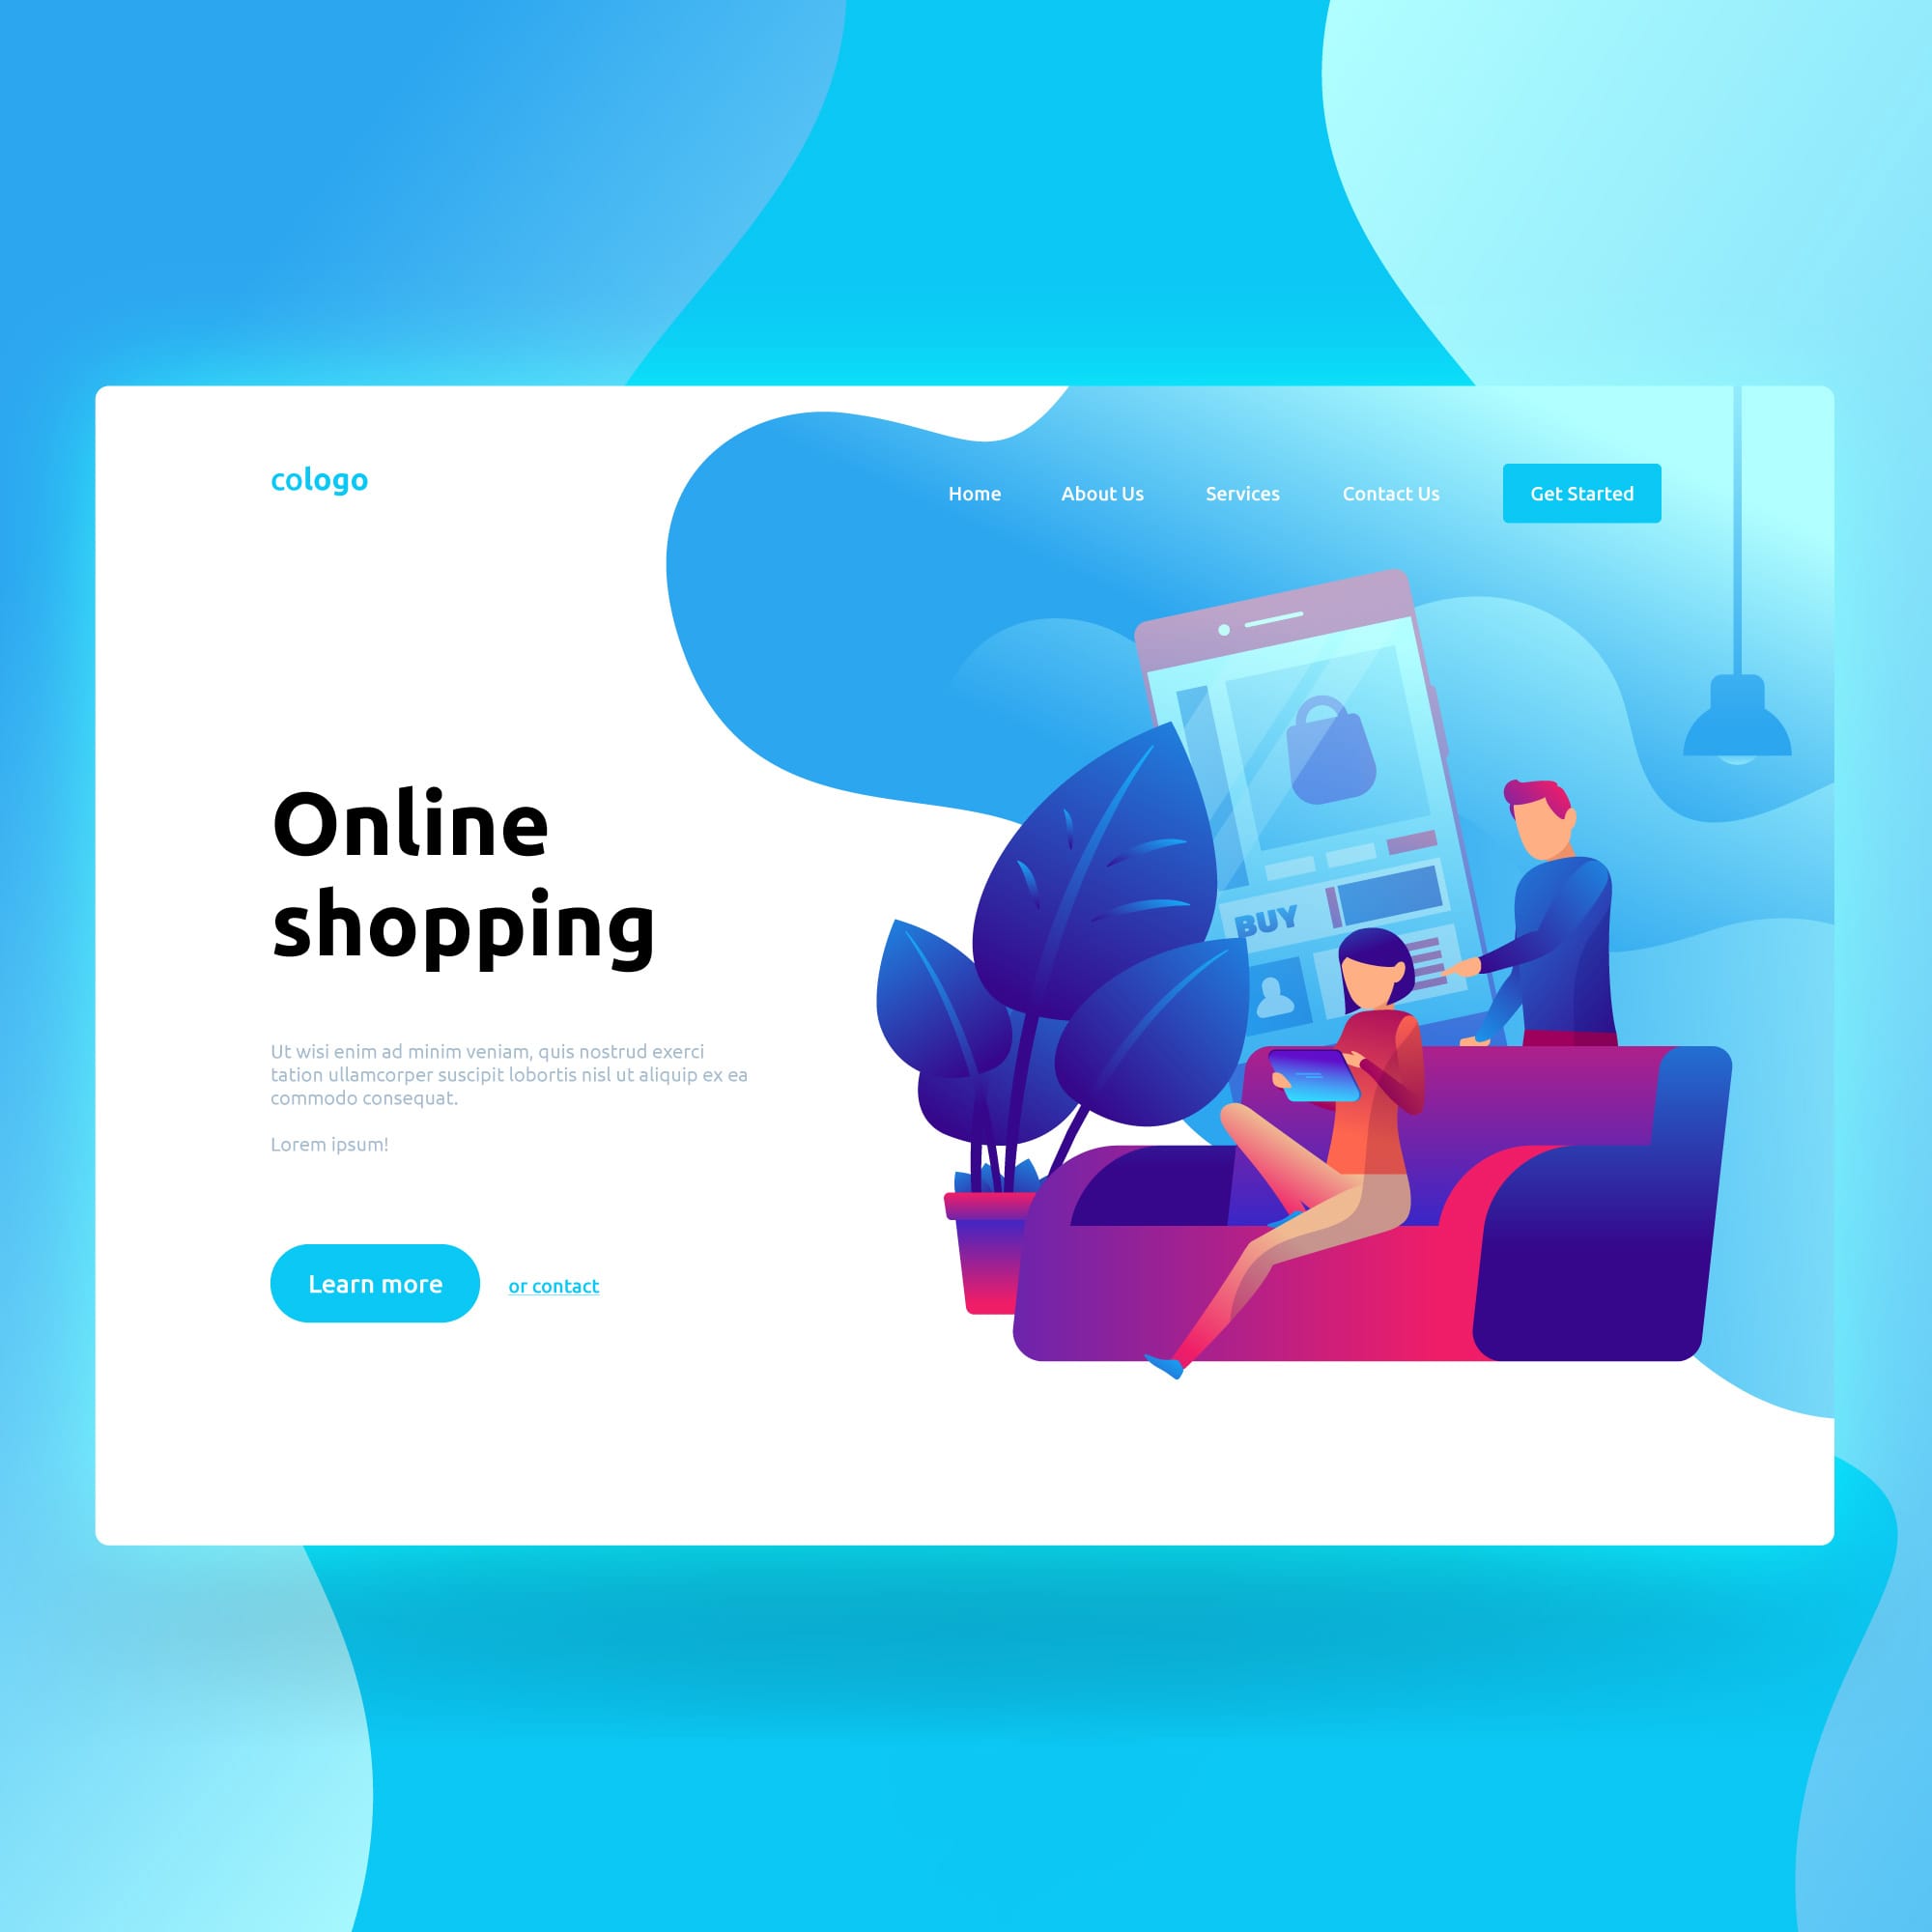 cologo
Home About Us Services Contact Us Get Started
Online
shopping
Ut wisi enim ad minim veniam, quis nostrud exerci
tation ullamcorper suscipit lobortis nisl ut aliquip ex ea
commodo consequat.
Lorem ipsum!
Learn more or contact
BUY